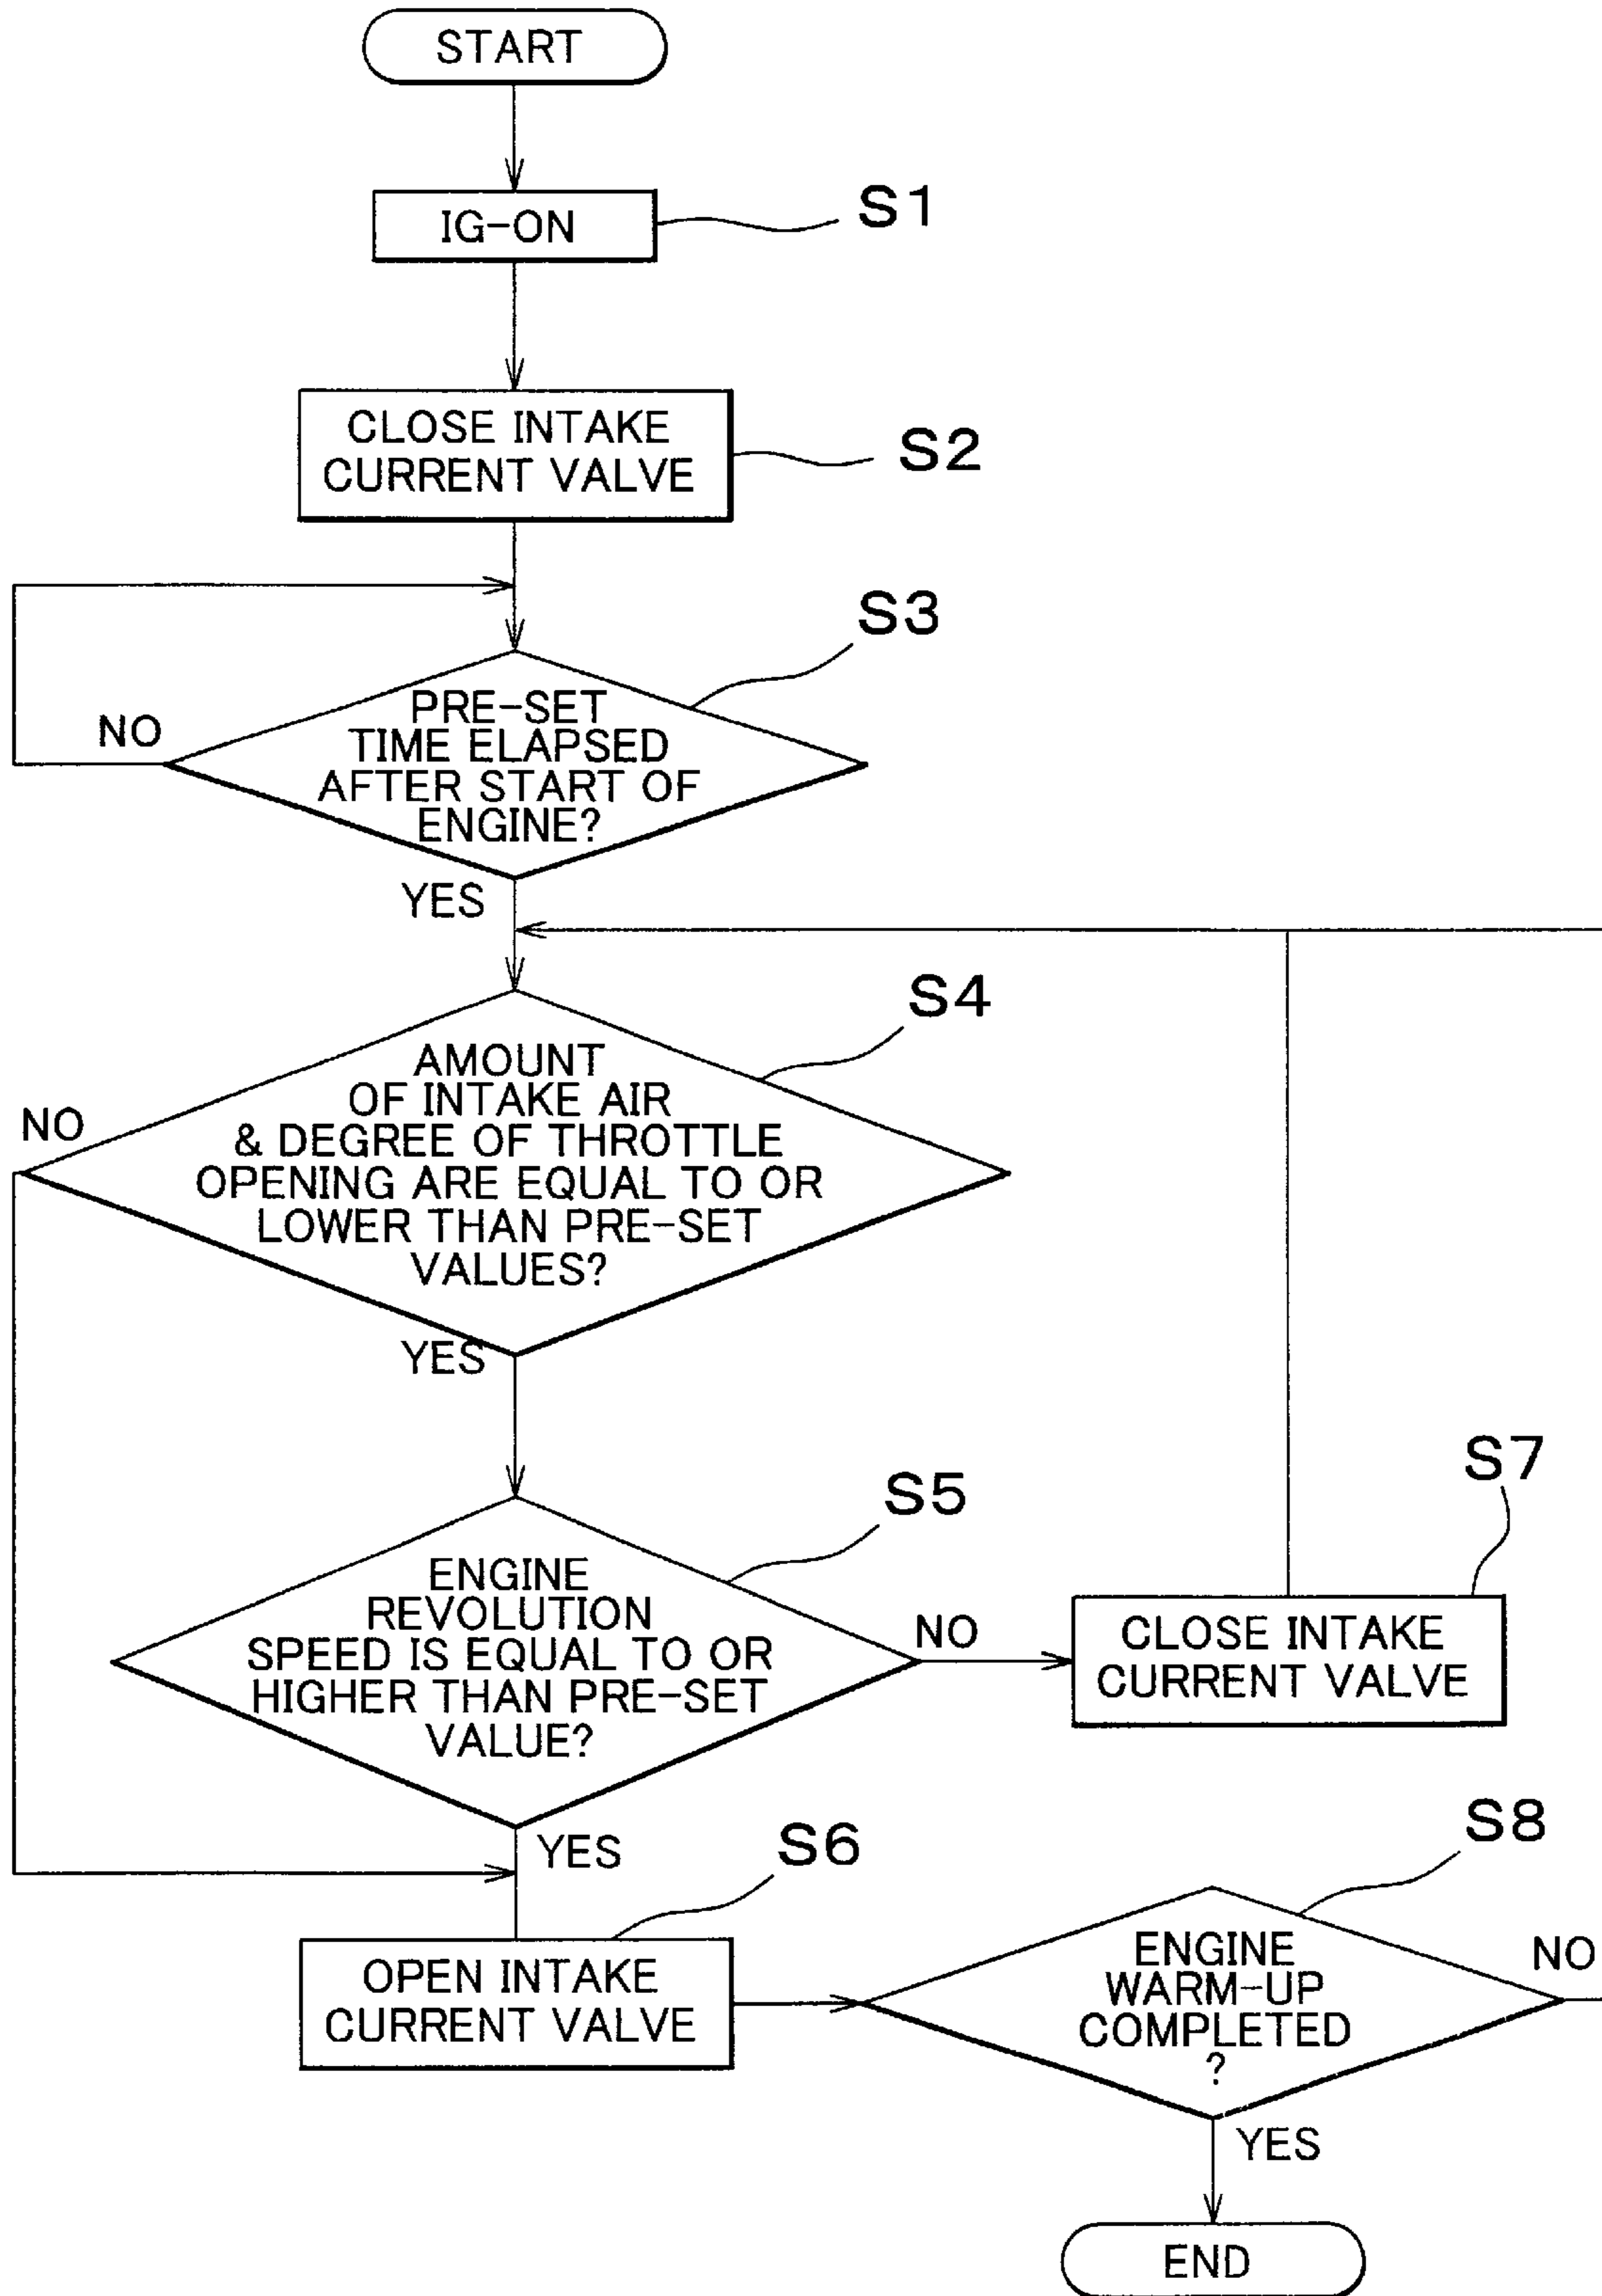 START
IG-ON
S1
CLOSE INTAKE
CURRENT VALVE
S2
S3
PRE-SET
TIME ELAPSED
AFTER START OF
ENGINE?
NO
YES
S4
AMOUNT
OF INTAKE AIR
& DEGREE OF THROTTLE
OPENING ARE EQUAL TO OR
LOWER THAN PRE-SET
VALUES?
NO
YES
S5
ENGINE
REVOLUTION
SPEED IS EQUAL TO OR
HIGHER THAN PRE-SET
VALUE?
NO
YES
S7
CLOSE INTAKE
CURRENT VALVE
S6
OPEN INTAKE
CURRENT VALVE
S8
ENGINE
WARM-UP
COMPLETED
?
NO
YES
END